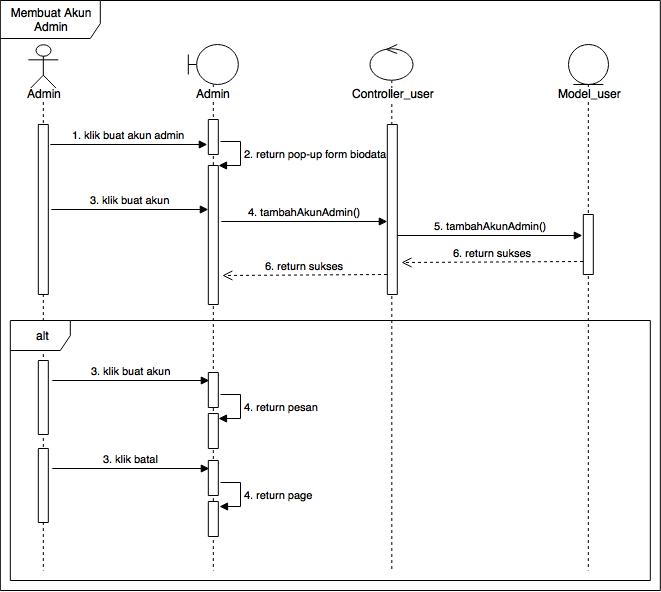 Membuat Akun
Admin
Admin
Admin
Controller_user
Model_user
1. klik buat akun admin
2. return pop-up form biodata
3. klik buat akun
4. tambahAkunAdmin()
5. tambahAkunAdmin()
6. return sukses
6. return sukses
alt
3. klik buat akun
4. return pesan
3. klik batal
4. return page